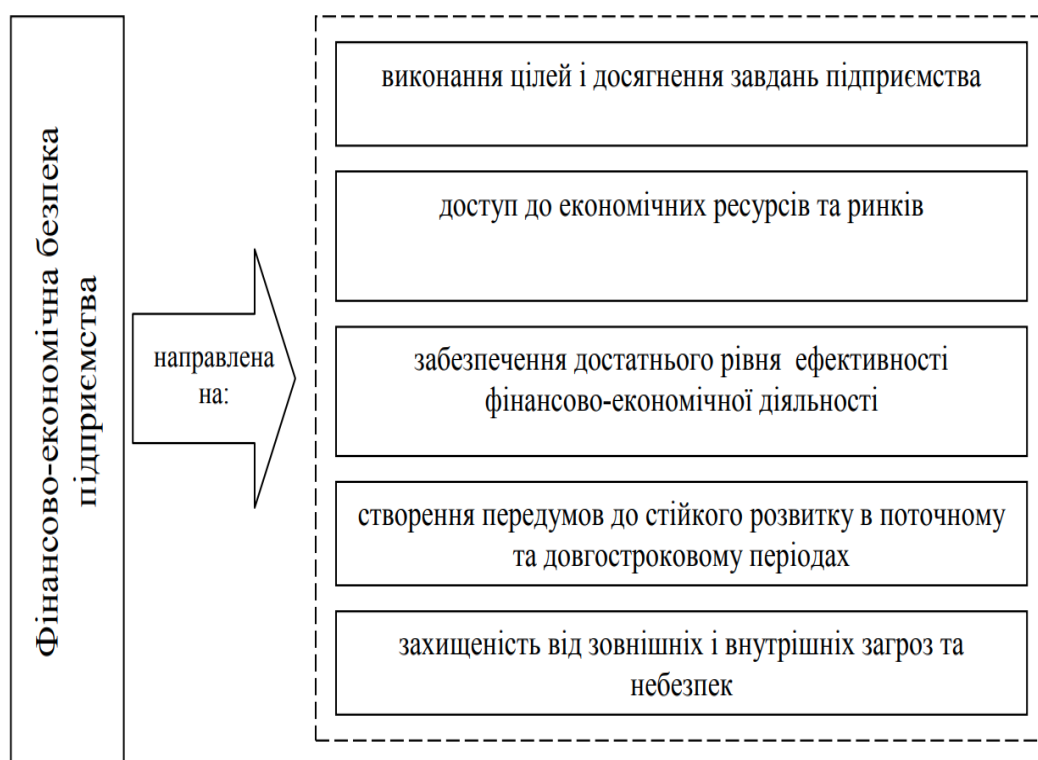 Фінансово-економічна безпека
підприємства
направлена
на:
виконання цілей і досягнення завдань підприємства
доступ до економічних ресурсів та ринків
забезпечення достатнього рівня ефективності
фінансово-економічної діяльності
створення передумов до стійкого розвитку в поточному
та довгостроковому періодах
захищеність від зовнішніх і внутрішніх загроз та
небезпек